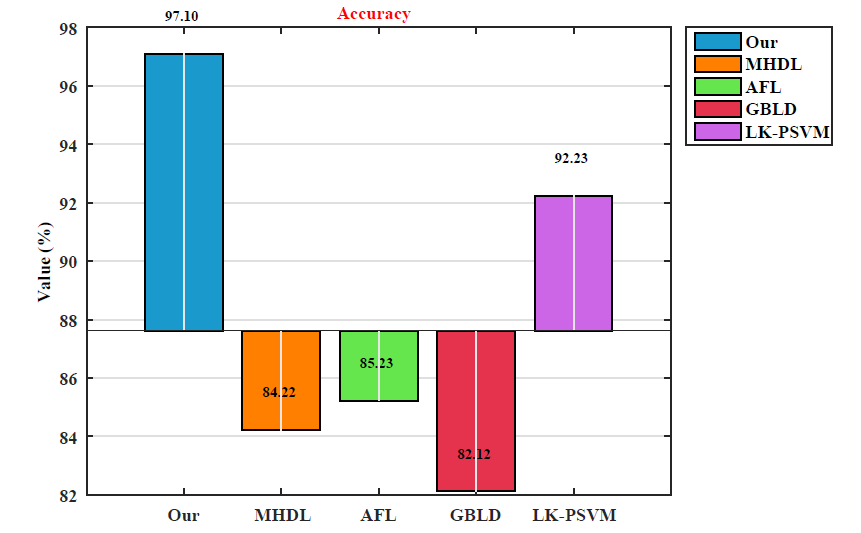 Accuracy
97.10
98
96
94
92
90
88
86
84
82
Value (%)
92.23
85.23
84.22
82.12
Our
MHDL
AFL
GBLD
LK-PSVM
Our
MHDL
AFL
GBLD
LK-PSVM